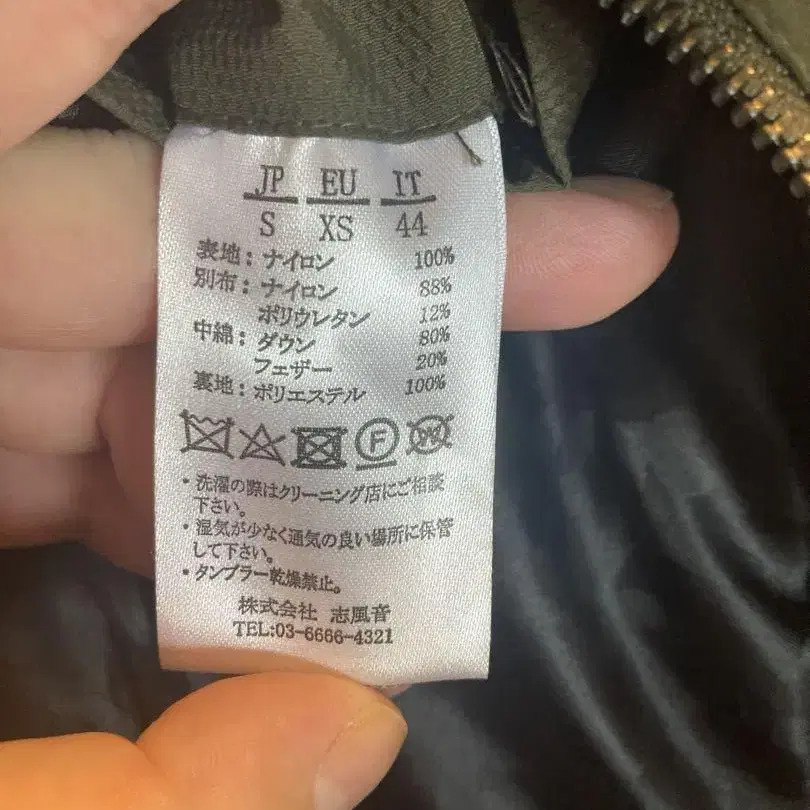 JP EU IT
S XS 44
表地：ナイロン 100%
別布：ナイロン 88%
ポリウレタン 12%
中綿：ダウン 80%
フェザー 20%
裏地：ポリエステル 100%
F W
・洗濯の際はクリーニング店にご相談
下さい。
・湿気が少なく通気の良い場所に保管
して下さい。
・タンブラー乾燥禁止。
株式会社 志風音
TEL:03-6666-4321